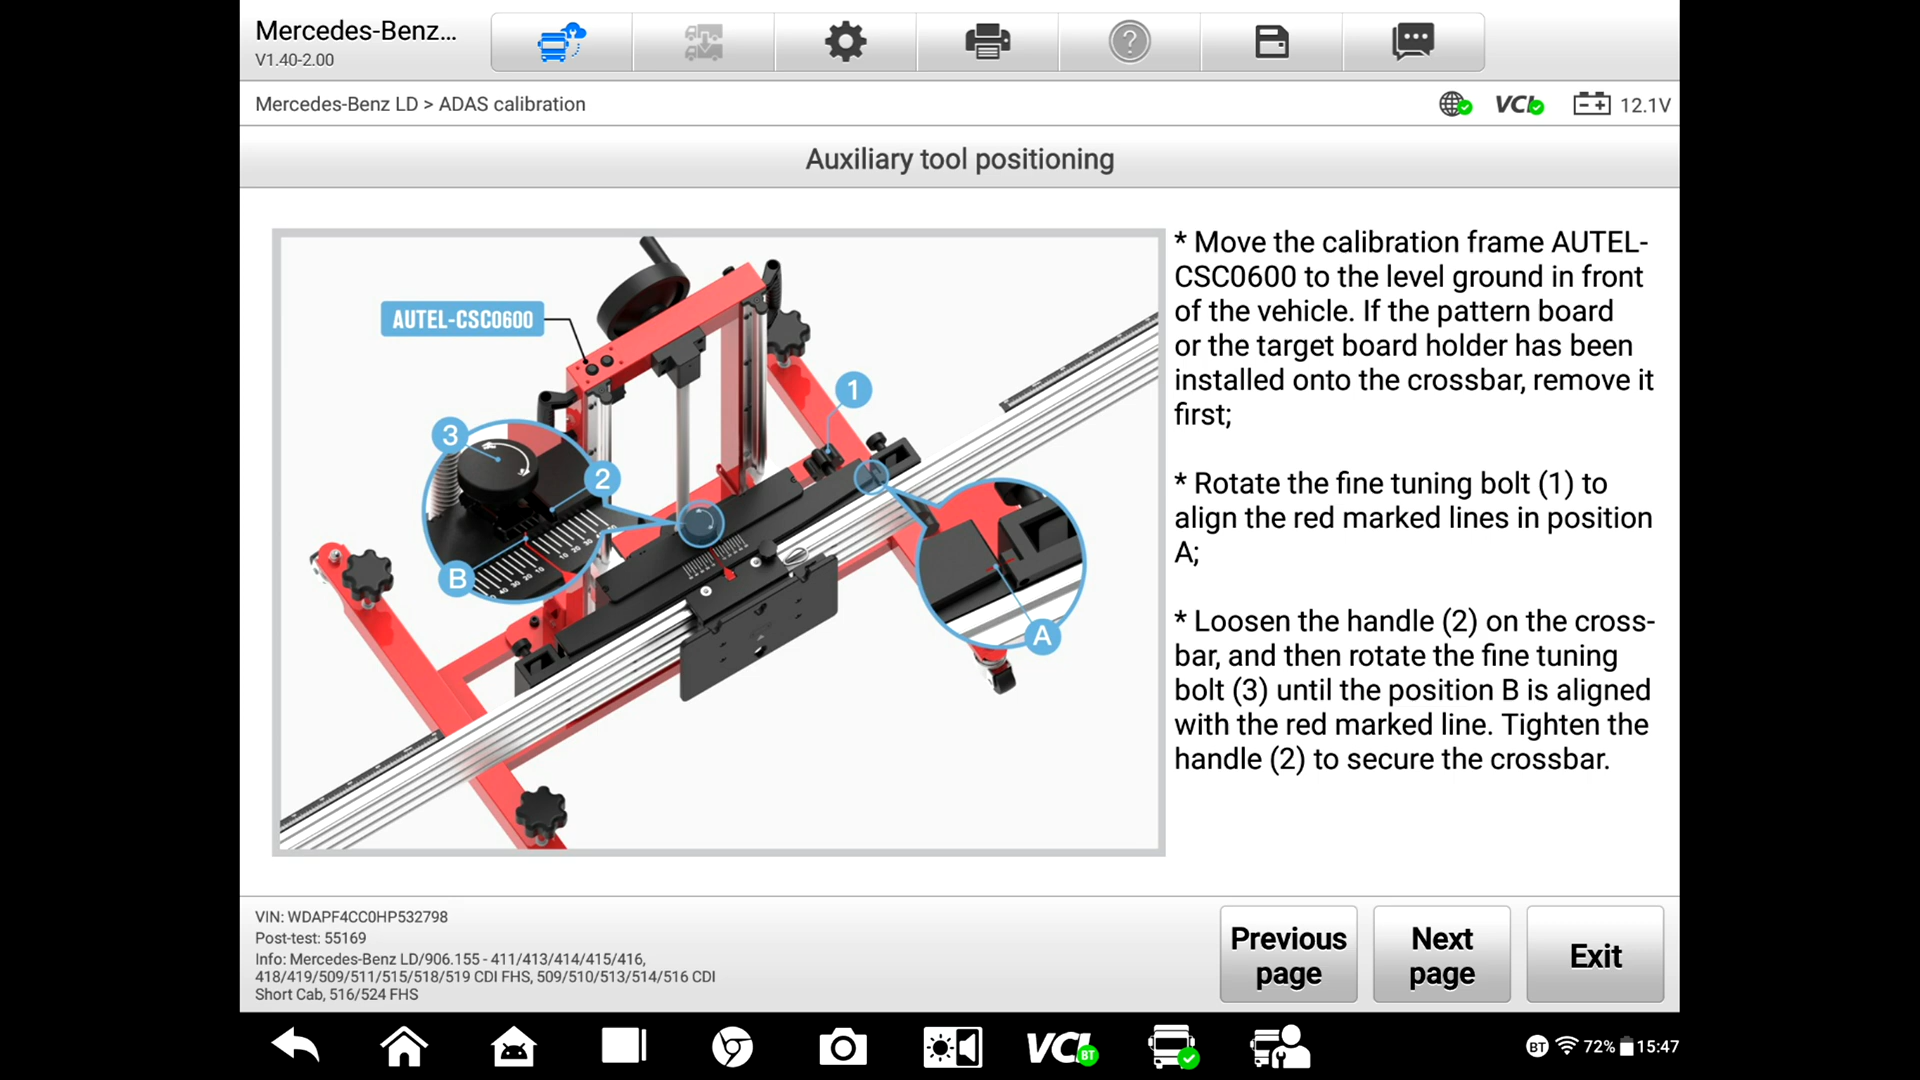 Mercedes-Benz...
V1.40-2.00
Mercedes-Benz LD > ADAS calibration
VCI
12.1V
Auxiliary tool positioning
AUTEL-CSC0600
1
3
2
B
A
* Move the calibration frame AUTEL-
CSC0600 to the level ground in front
of the vehicle. If the pattern board
or the target board holder has been
installed onto the crossbar, remove it
first;
* Rotate the fine tuning bolt (1) to
align the red marked lines in position
A;
* Loosen the handle (2) on the cross-
bar, and then rotate the fine tuning
bolt (3) until the position B is aligned
with the red marked line. Tighten the
handle (2) to secure the crossbar.
VIN: WDAPF4CC0HP532798
Post-test: 55169
Info: Mercedes-Benz LD/906.155 - 411/413/414/415/416,
418/419/509/511/515/518/519 CDI FHS, 509/510/513/514/516 CDI
Short Cab, 516/524 FHS
Previous
page
Next
page
Exit
VCI
BT
BT
72%
15:47